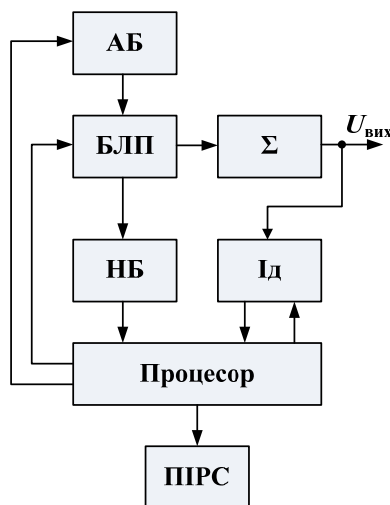 АБ
БЛП
Σ
Uвих
НБ
Ід
Процесор
ПІРС